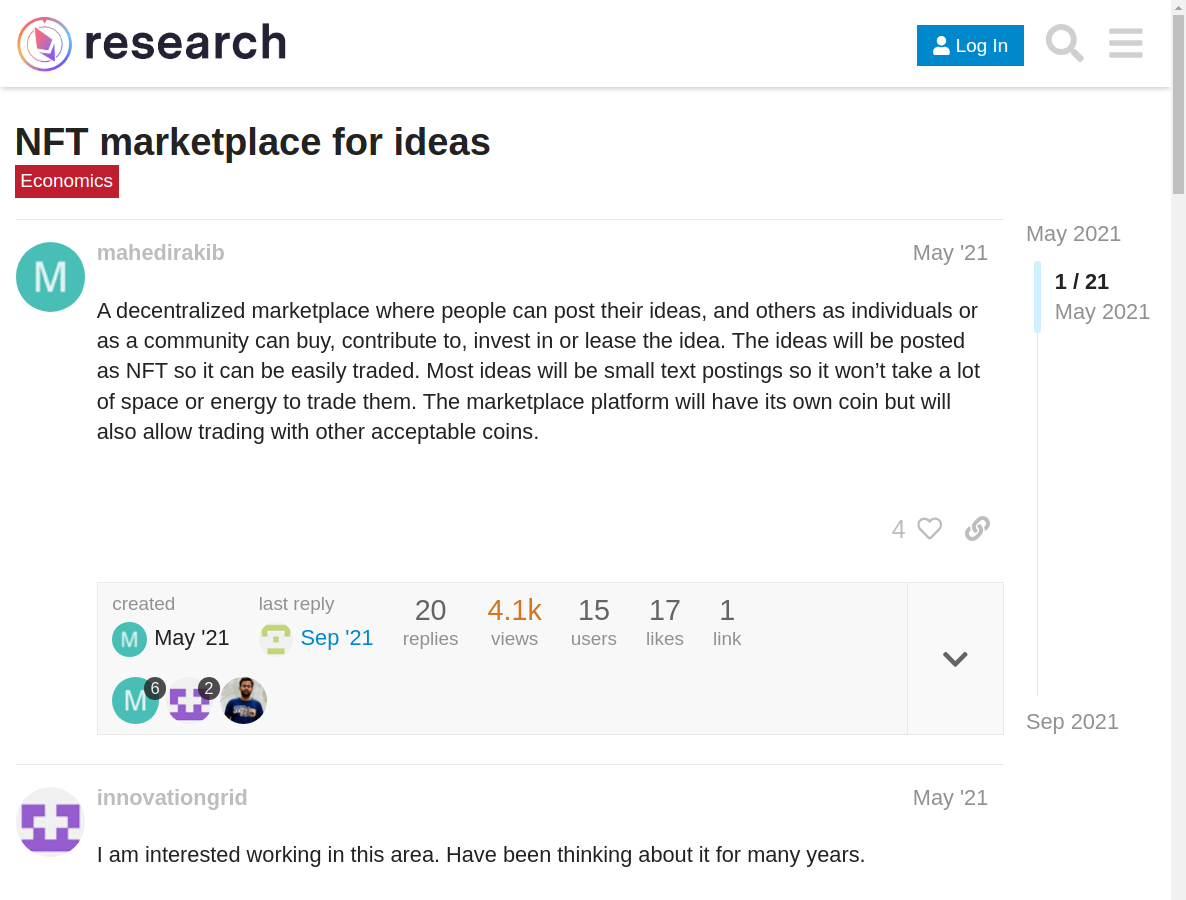 research
Log In
NFT marketplace for ideas
Economics
mahedirakib
May '21
A decentralized marketplace where people can post their ideas, and others as individuals or
as a community can buy, contribute to, invest in or lease the idea. The ideas will be posted
as NFT so it can be easily traded. Most ideas will be small text postings so it won’t take a lot
of space or energy to trade them. The marketplace platform will have its own coin but will
also allow trading with other acceptable coins.
4
created
M May '21
last reply
Sep '21
20
replies
4.1k
views
15
users
17
likes
1
link
M 6
2
innovationgrid
May '21
I am interested working in this area. Have been thinking about it for many years.
M
May 2021
1 / 21
May 2021
Sep 2021